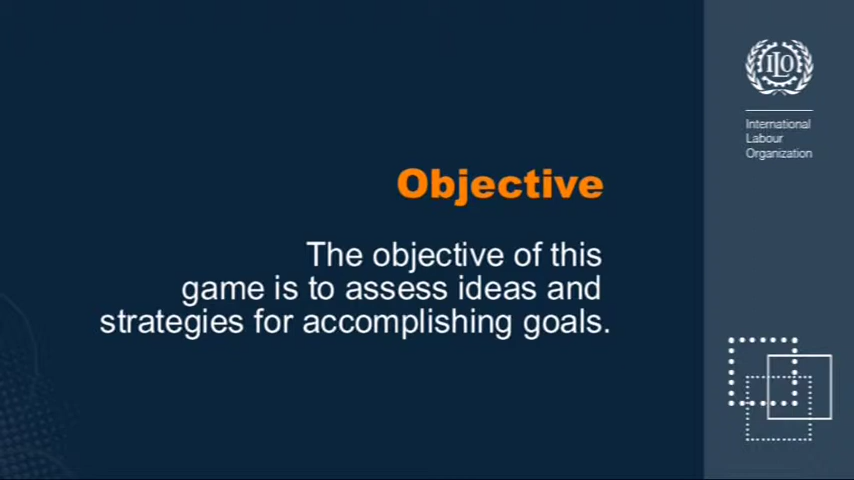 Objective
The objective of this
game is to assess ideas and
strategies for accomplishing goals.
ILO
International
Labour
Organization